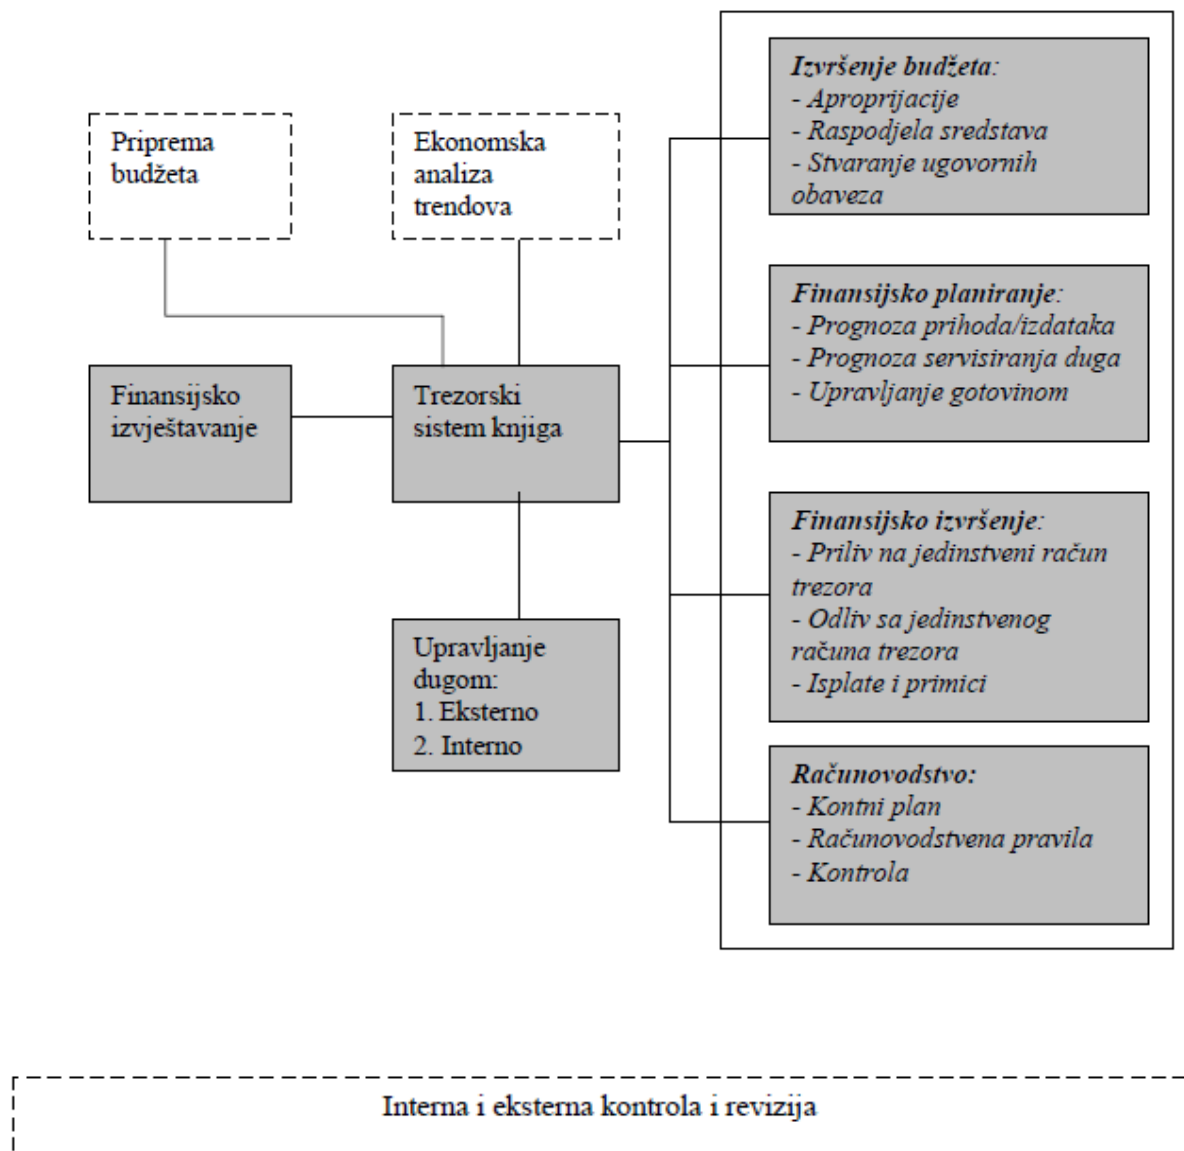 Priprema
budžeta
Ekonomska
analiza
trendova
Finansijsko
izvještavanje
Trezorski
sistem knjiga
Upravljanje
dugom:
1. Eksterno
2. Interno
Izvršenje budžeta:
- Aproprijacije
- Raspodjela sredstava
- Stvaranje ugovornih
obaveza
Finansijsko planiranje:
- Prognoza prihoda/izdataka
- Prognoza servisiranja duga
- Upravljanje gotovinom
Finansijsko izvršenje:
- Priliv na jedinstveni račun
trezora
- Odliv sa jedinstvenog
računa trezora
- Isplate i primici
Računovodstvo:
- Kontni plan
- Računovodstvena pravila
- Kontrola
Interna i eksterna kontrola i revizija